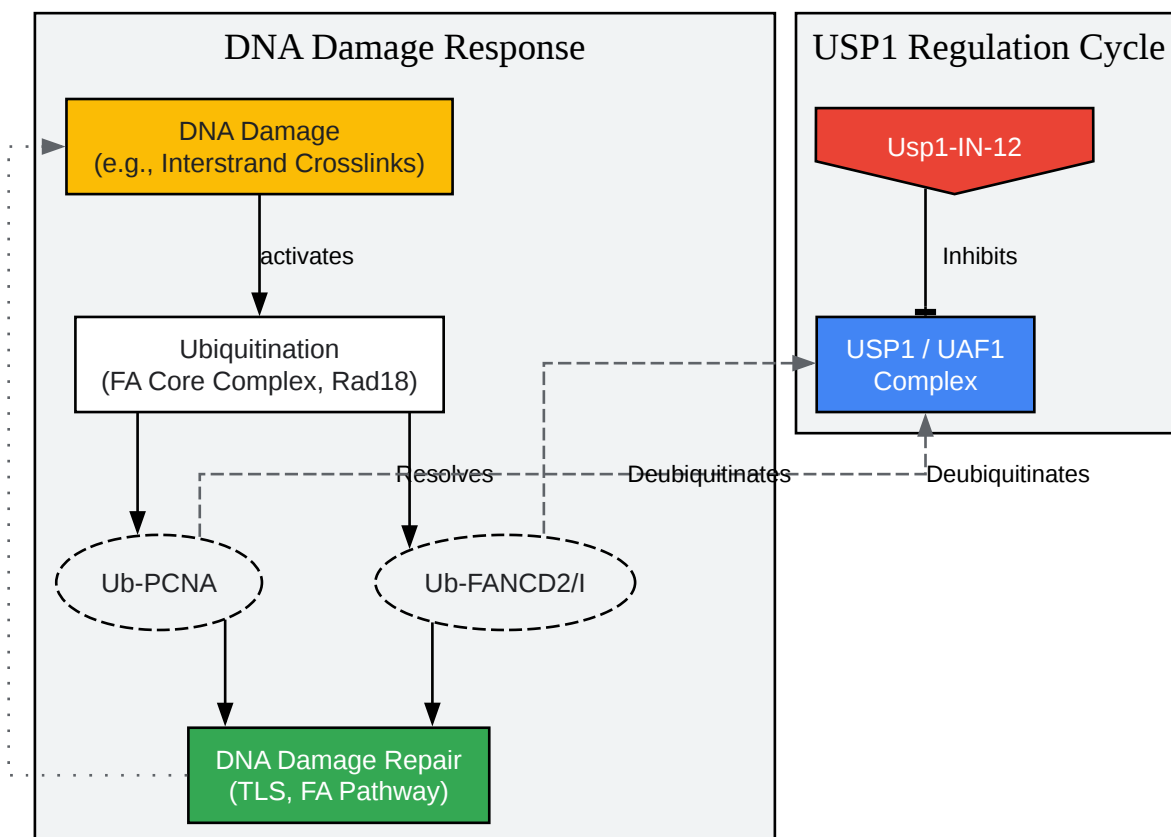 DNA Damage Response
USP1 Regulation Cycle
DNA Damage
(e.g., Interstrand Crosslinks)
Usp1-IN-12
activates
Inhibits
Ubiquitination
(FA Core Complex, Rad18)
USP1 / UAF1
Complex
Resolves
Deubiquitinates
Deubiquitinates
Ub-PCNA
Ub-FANCD2/I
DNA Damage Repair
(TLS, FA Pathway)